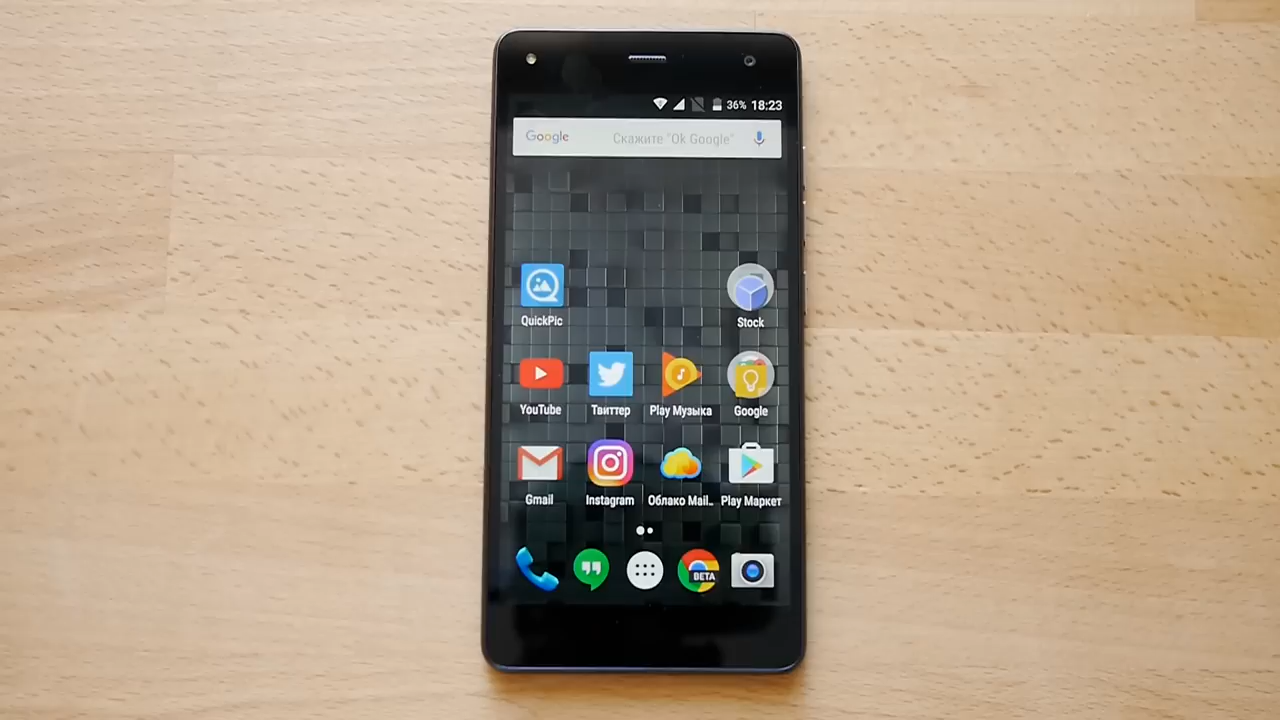 36% 18:23
Google Скажите "Ok Google"
QuickPic Stock
YouTube Твиттер Play Музыка Google
Gmail Instagram Облако Mail.. Play Маркет
BETA